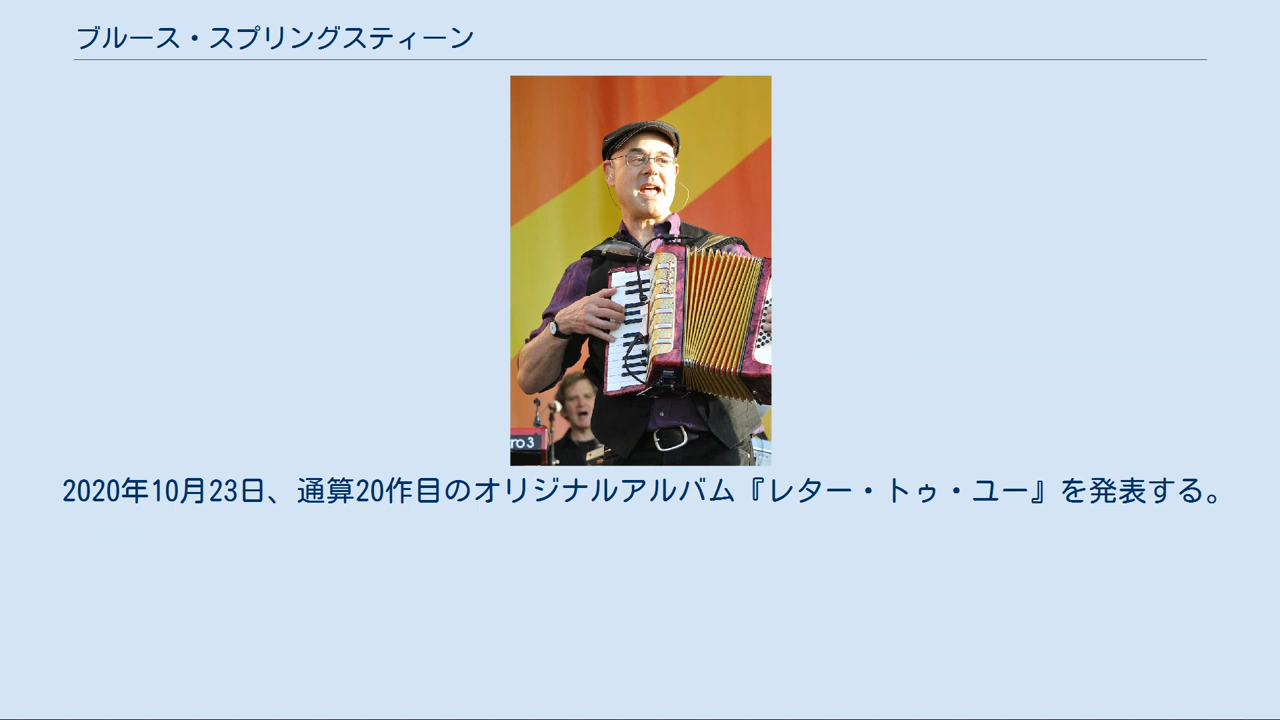 ブルース・スプリングスティーン
ro3
2020年10月23日、通算20作目のオリジナルアルバム『レター・トゥ・ユー』を発表する。